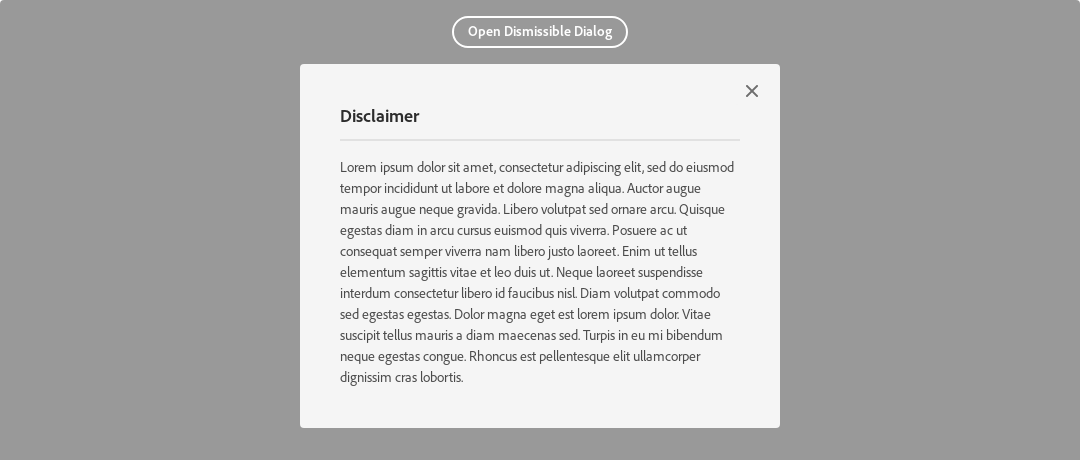 Open Dismissible Dialog
Disclaimer
Lorem ipsum dolor sit amet, consectetur adipiscing elit, sed do eiusmod
tempor incididunt ut labore et dolore magna aliqua. Auctor augue
mauris augue neque gravida. Libero volutpat sed ornare arcu. Quisque
egestas diam in arcu cursus euismod quis viverra. Posuere ac ut
consequat semper viverra nam libero justo laoreet. Enim ut tellus
elementum sagittis vitae et leo duis ut. Neque laoreet suspendisse
interdum consectetur libero id faucibus nisl. Diam volutpat commodo
sed egestas egestas. Dolor magna eget est lorem ipsum dolor. Vitae
suscipit tellus mauris a diam maecenas sed. Turpis in eu mi bibendum
neque egestas congue. Rhoncus est pellentesque elit ullamcorper
dignissim cras lobortis.